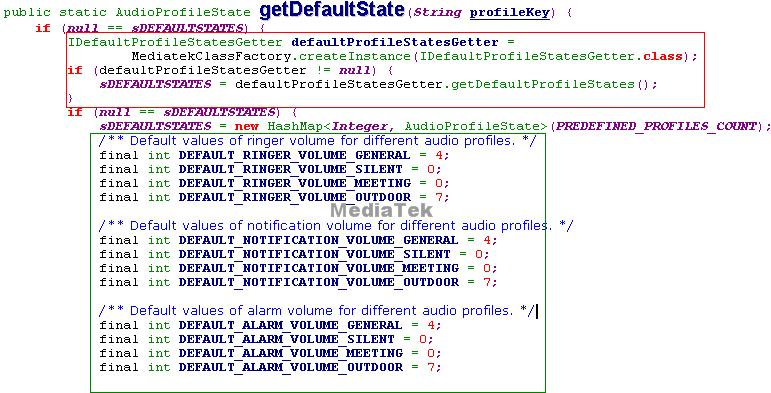 public static AudioProfileState getDefaultState(String profileKey) {
if (null == sDEFAULTSTATES) {
IDefaultProfileStatesGetter defaultProfileStatesGetter =
MediatekClassFactory.createInstance(IDefaultProfileStatesGetter.class);
if (defaultProfileStatesGetter != null) {
sDEFAULTSTATES = defaultProfileStatesGetter.getDefaultProfileStates();
}
if (null == sDEFAULTSTATES) {
sDEFAULTSTATES = new HashMap<Integer, AudioProfileState>(PREDEFINED_PROFILES_COUNT);
/** Default values of ringer volume for different audio profiles. */
final int DEFAULT_RINGER_VOLUME_GENERAL = 4;
final int DEFAULT_RINGER_VOLUME_SILENT = 0;
final int DEFAULT_RINGER_VOLUME_MEETING = 0;
final int DEFAULT_RINGER_VOLUME_OUTDOOR = 7;
MediaTek
/** Default values of notification volume for different audio profiles. */
final int DEFAULT_NOTIFICATION_VOLUME_GENERAL = 4;
final int DEFAULT_NOTIFICATION_VOLUME_SILENT = 0;
final int DEFAULT_NOTIFICATION_VOLUME_MEETING = 0;
final int DEFAULT_NOTIFICATION_VOLUME_OUTDOOR = 7;
/** Default values of alarm volume for different audio profiles. */
final int DEFAULT_ALARM_VOLUME_GENERAL = 4;
final int DEFAULT_ALARM_VOLUME_SILENT = 0;
final int DEFAULT_ALARM_VOLUME_MEETING = 0;
final int DEFAULT_ALARM_VOLUME_OUTDOOR = 7;